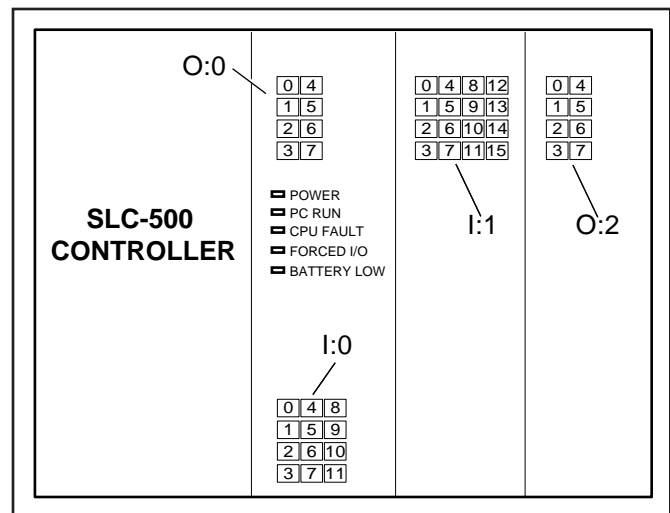 O:0
0 4
1 5
2 6
3 7
0 4 8 12
1 5 9 13
2 6 10 14
3 7 11 15
0 4
1 5
2 6
3 7
SLC-500
CONTROLLER
POWER
PC RUN
CPU FAULT
FORCED I/O
BATTERY LOW
I:1
O:2
I:0
0 4 8
1 5 9
2 6 10
3 7 11